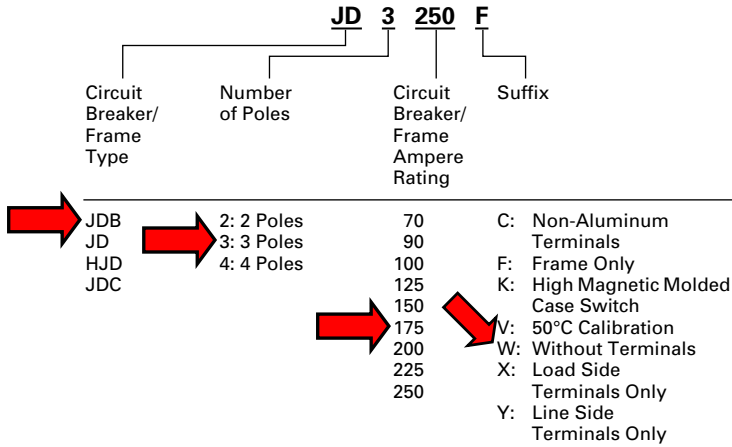 JD 3 250 F
Circuit
Breaker/
Frame
Type
Number
of Poles
Circuit
Breaker/
Frame
Ampere
Rating
Suffix
JDB
JD
HJD
JDC
2: 2 Poles
3: 3 Poles
4: 4 Poles
70
90
100
125
150
175
200
225
250
C: Non-Aluminum
Terminals
F: Frame Only
K: High Magnetic Molded
Case Switch
V: 50°C Calibration
W: Without Terminals
X: Load Side
Terminals Only
Y: Line Side
Terminals Only